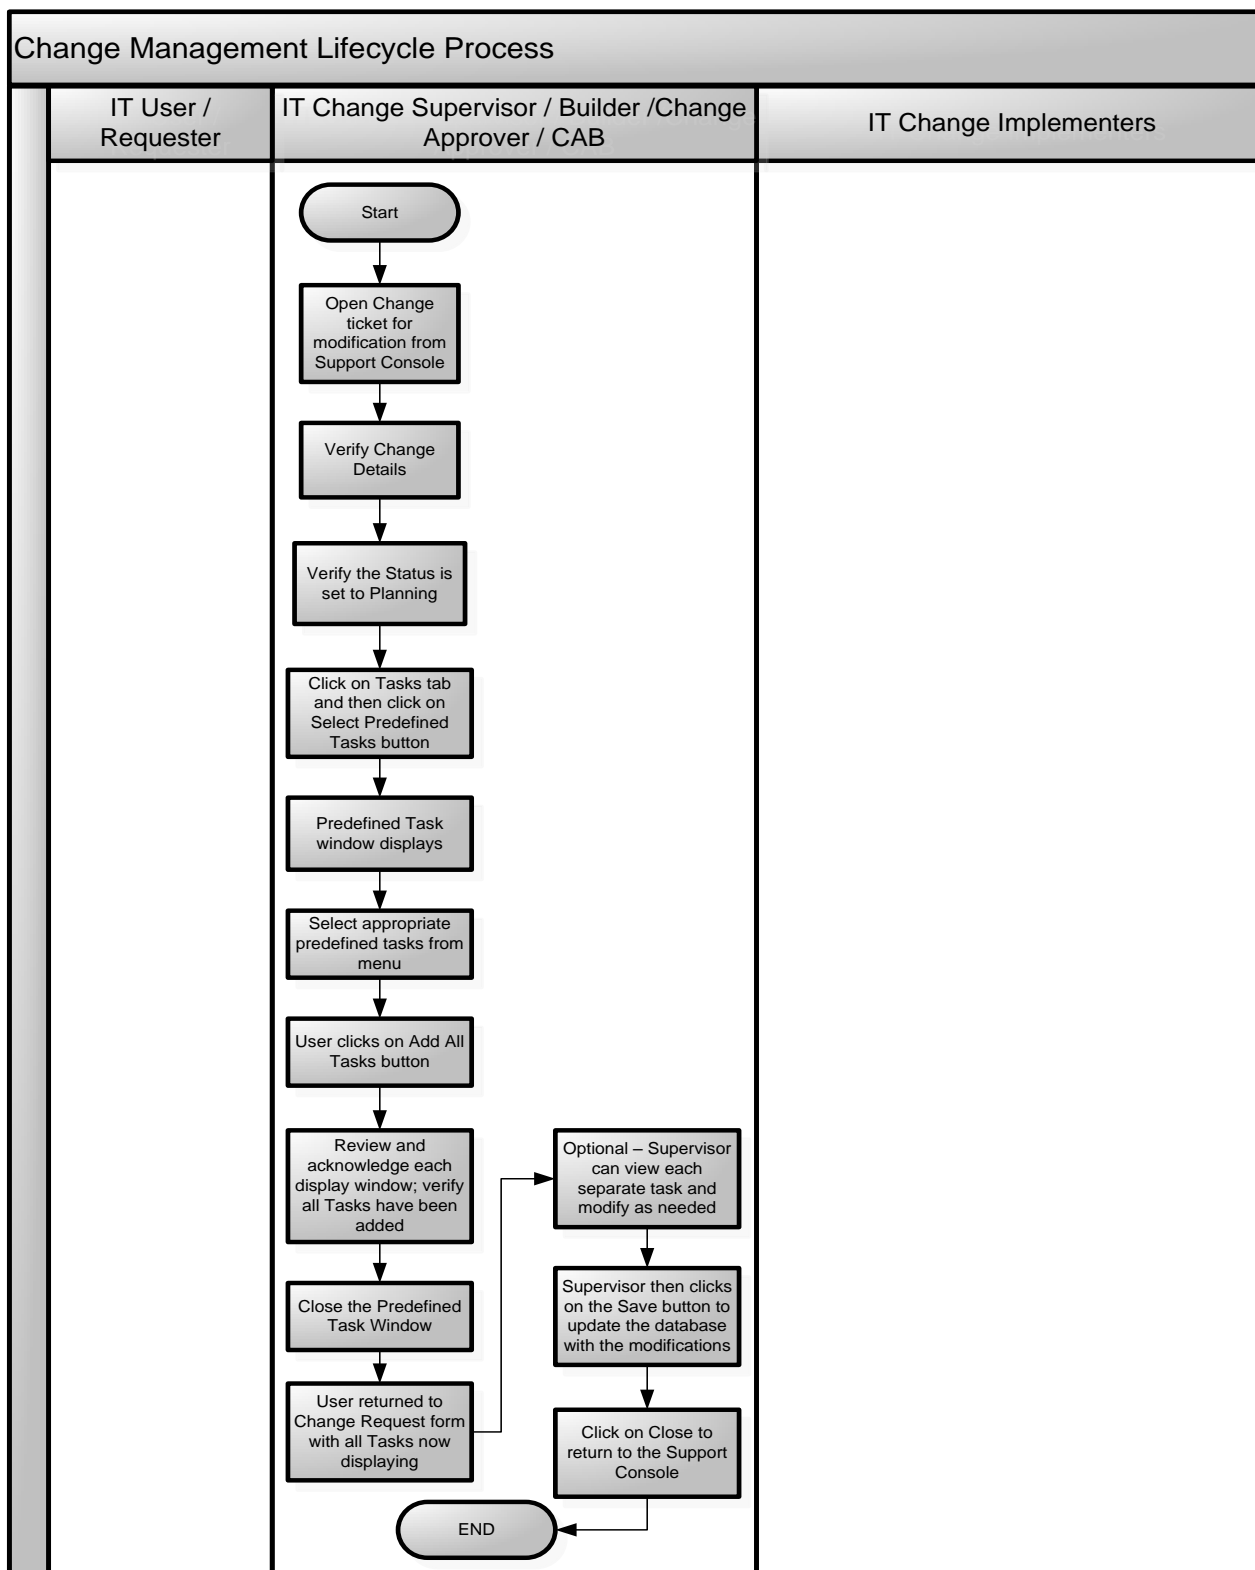 Change Management Lifecycle Process
IT User /
Requester
IT Change Supervisor / Builder /Change
Approver / CAB
IT Change Implementers
Start
Open Change
ticket for
modification from
Support Console
Verify Change
Details
Verify the Status is
set to Planning
Click on Tasks tab
and then click on
Select Predefined
Tasks button
Predefined Task
window displays
Select appropriate
predefined tasks from
menu
User clicks on Add All
Tasks button
Review and
acknowledge each
display window; verify
all Tasks have been
added
Close the Predefined
Task Window
User returned to
Change Request form
with all Tasks now
displaying
Optional – Supervisor
can view each
separate task and
modify as needed
Supervisor then clicks
on the Save button to
update the database
with the modifications
Click on Close to
return to the Support
Console
END